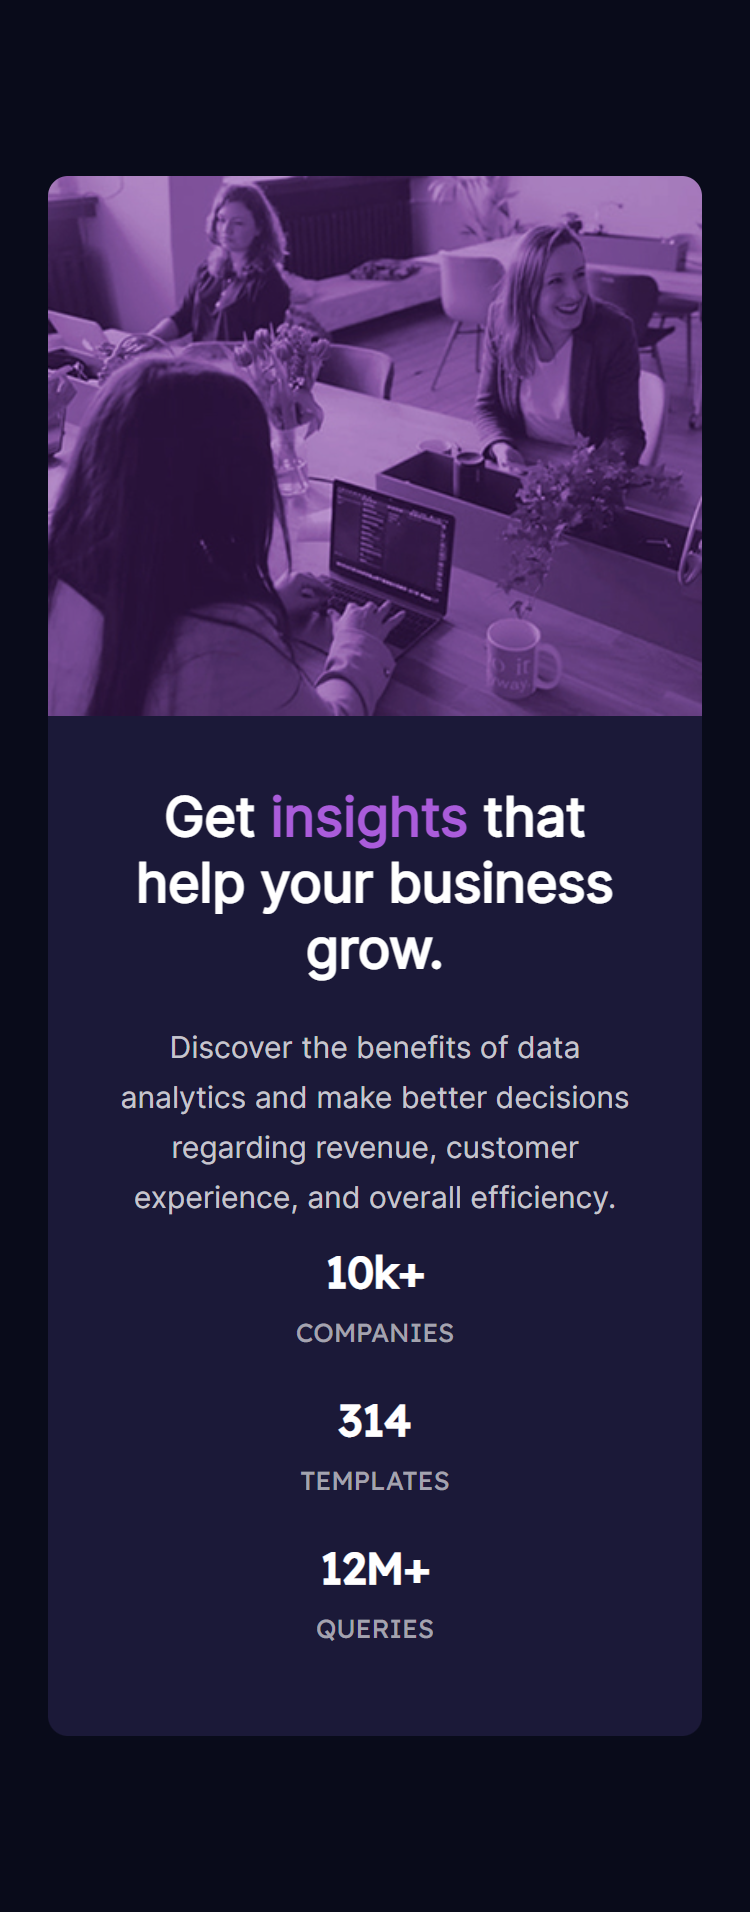 Get insights that
help your business
grow.
Discover the benefits of data
analytics and make better decisions
regarding revenue, customer
experience, and overall efficiency.
10k+
COMPANIES
314
TEMPLATES
12M+
QUERIES